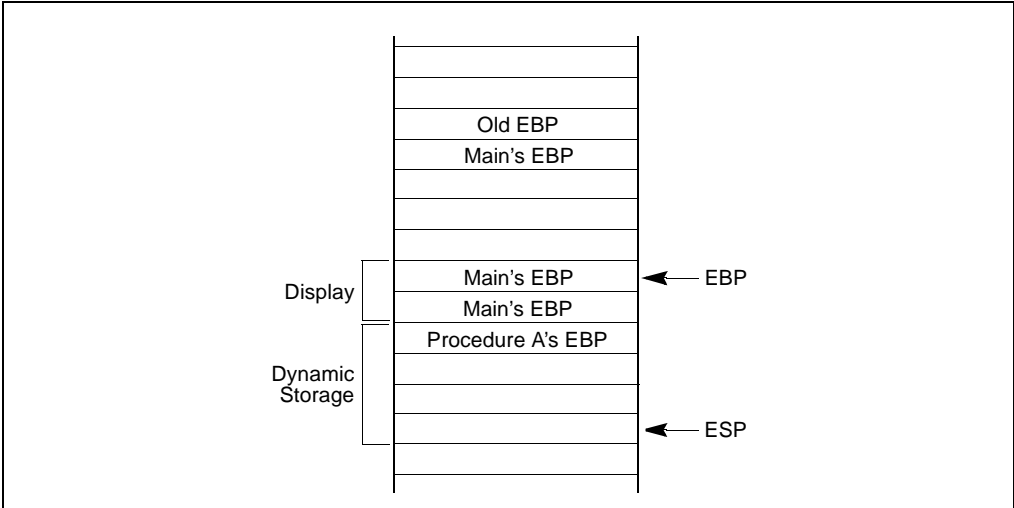 Old EBP
Main's EBP
Main's EBP
EBP
Display
Main's EBP
Procedure A's EBP
Dynamic
Storage
ESP